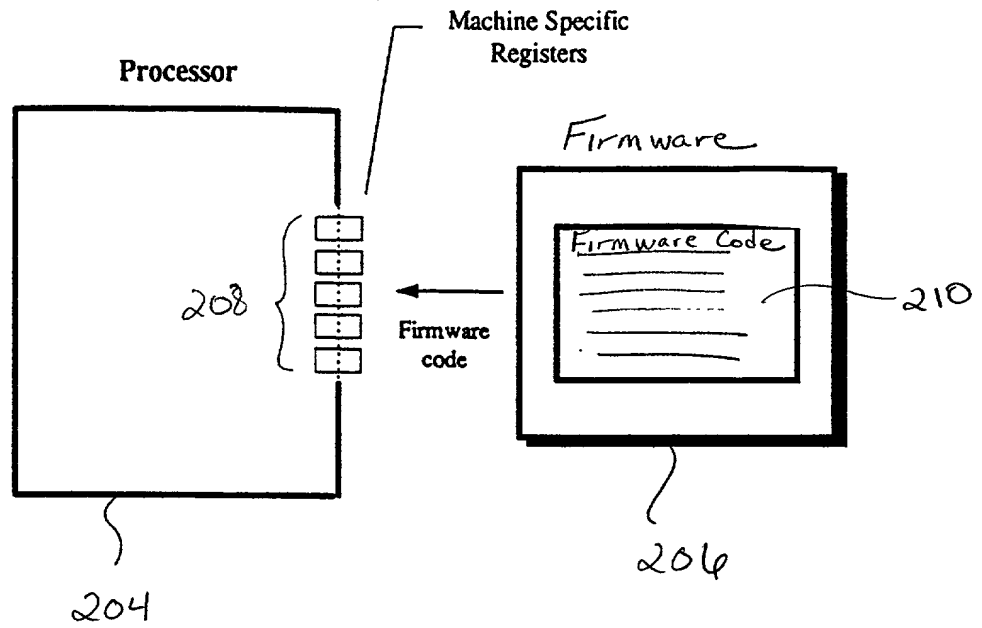 Machine Specific
Registers
Processor
Firmware
Firmware Code
208
210
Firmware
code
206
204